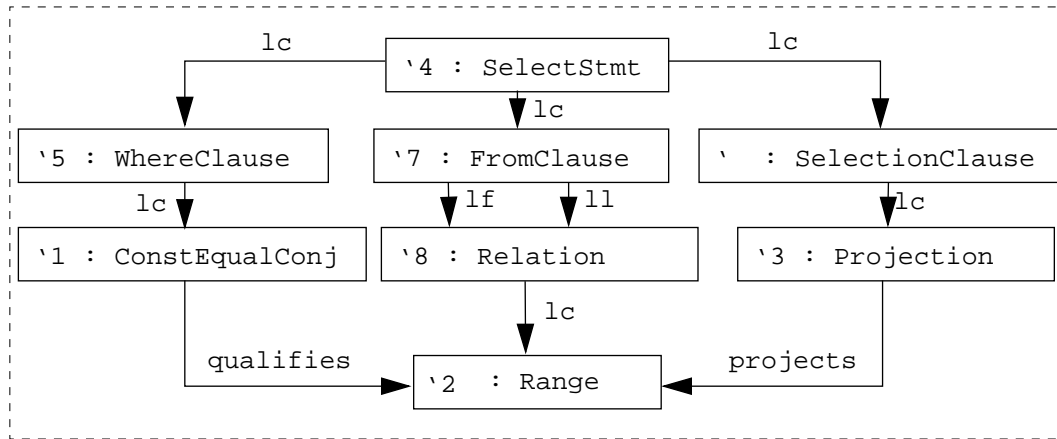 lc
lc
‘4 : SelectStmt
lc
‘5 : WhereClause
‘7 : FromClause
‘ : SelectionClause
lc
lf
ll
lc
‘1 : ConstEqualConj
‘8 : Relation
‘3 : Projection
lc
qualifies
projects
‘2 : Range